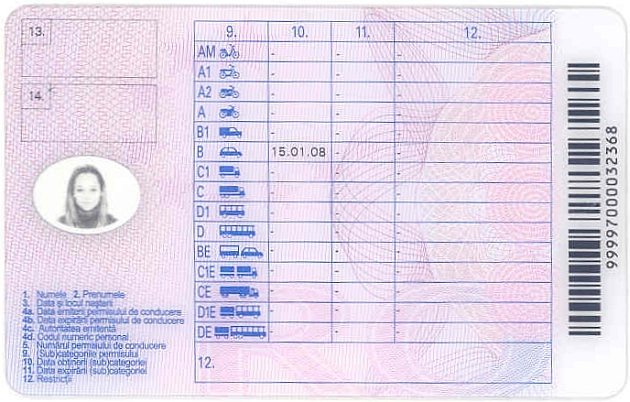 13.
14.
9. 10. 11. 12.
AM - - -
A1 - - -
A2 - - -
A - - -
B1 - - -
B 15.01.08 - -
C1 - - -
C - - -
D1 - - -
D - - -
BE - - -
C1E - - -
CE - - -
D1E - - -
DE - - -
12.
1. Numele 2. Prenumele
3. Data și locul nașterii
4a. Data emiterii permisului de conducere
4b. Data expirării permisului de conducere
4c. Autoritatea emitentă
4d. Codul numeric personal
5. Numărul permisului de conducere
9. (Sub)categoriile permisului
10. Data obținerii (sub)categoriei
11. Data expirării (sub)categoriei
12. Restricții
99997000032368